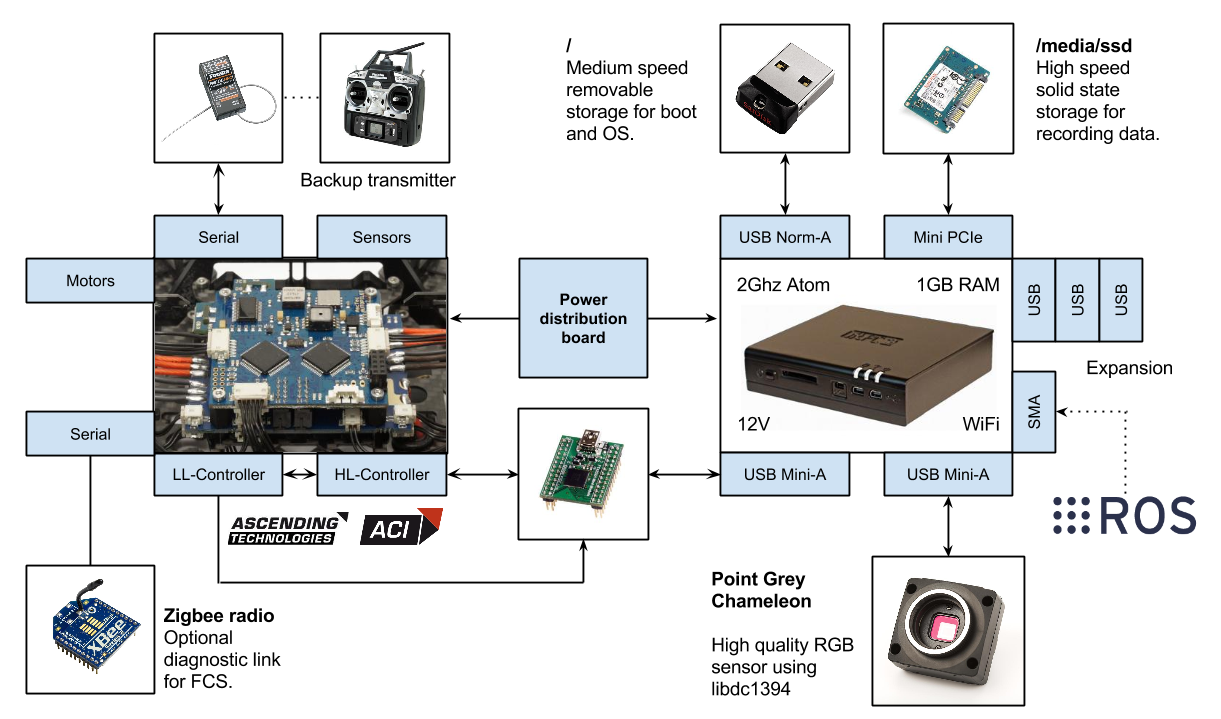 /
Medium speed
removable
storage for boot
and OS.
/media/ssd
High speed
solid state
storage for
recording data.
Backup transmitter
Serial
Sensors
USB Norm-A
Mini PCIe
Motors
Power
distribution
board
2Ghz Atom
1GB RAM
USB
USB
USB
Expansion
12V
WiFi
SMA
Serial
LL-Controller
HL-Controller
USB Mini-A
USB Mini-A
ASCENDING
TECHNOLOGIES
ACI
ROS
XBee
Zigbee radio
Optional
diagnostic link
for FCS.
Point Grey
Chameleon
High quality RGB
sensor using
libdc1394